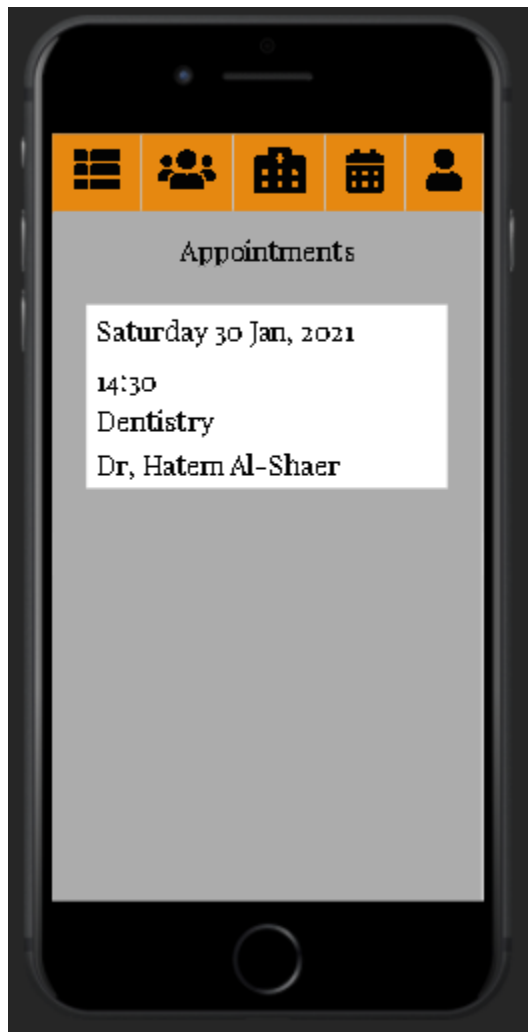 Appointments
Saturday 30 Jan, 2021
14:30
Dentistry
Dr, Hatem Al-Shaer